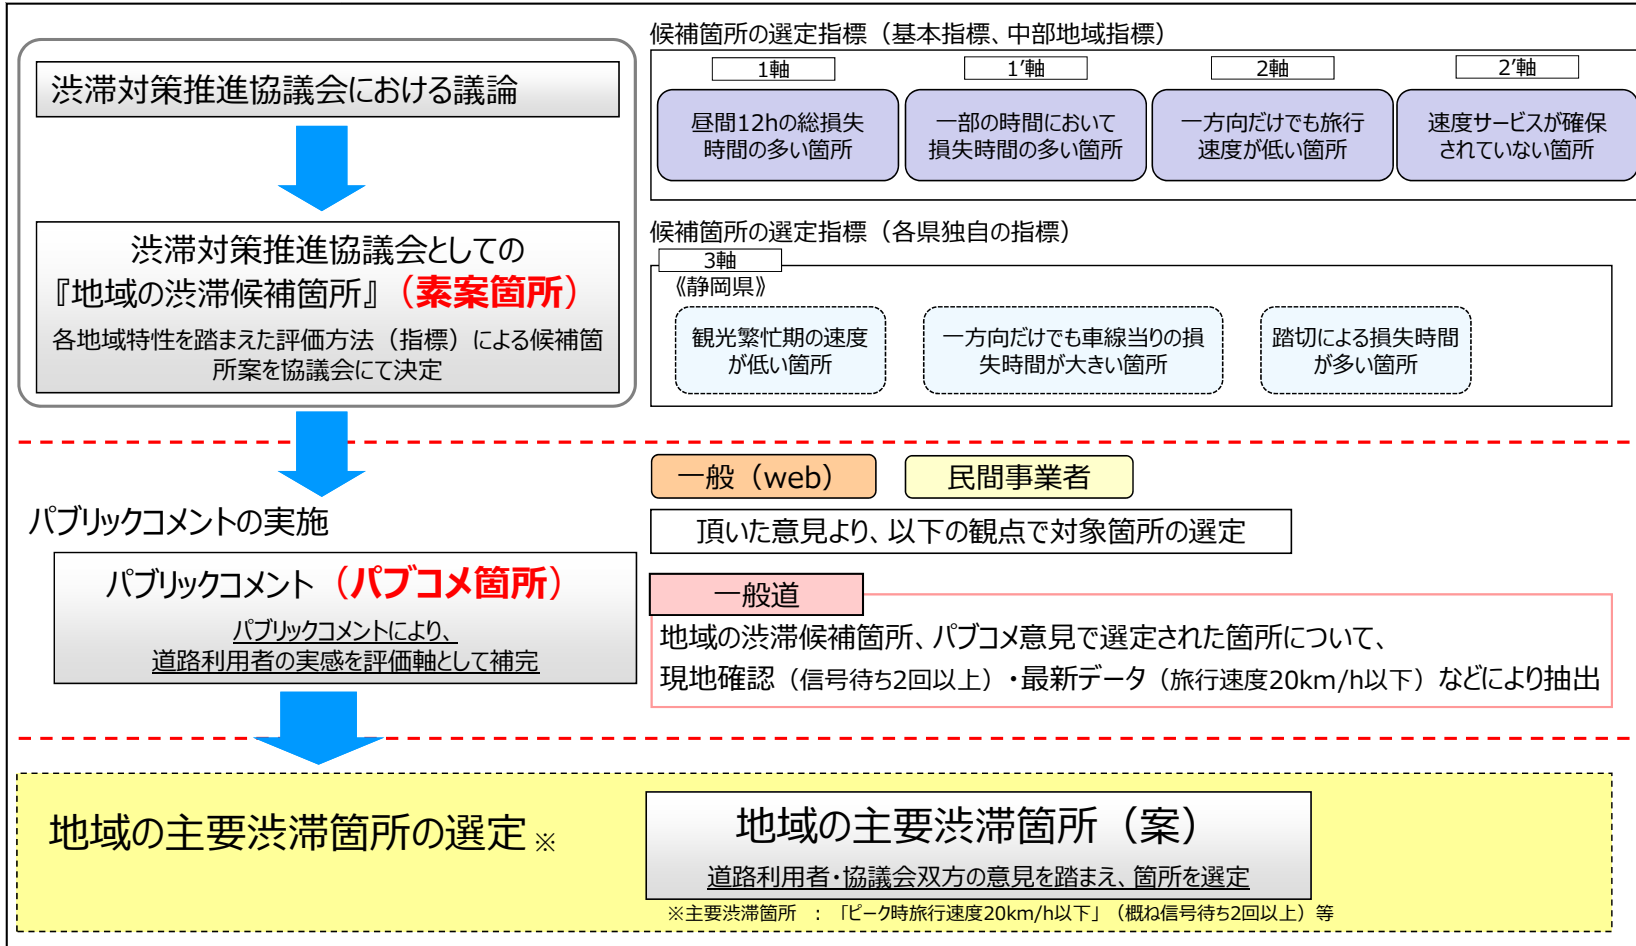 渋滞対策推進協議会における議論
渋滞対策推進協議会としての
『地域の渋滞候補箇所』（素案箇所）
各地域特性を踏まえた評価方法（指標）による候補箇
所案を協議会にて決定
候補箇所の選定指標（基本指標、中部地域指標）
1軸
昼間12hの総損失
時間の多い箇所
1’軸
一部の時間において
損失時間の多い箇所
2軸
一方向だけでも旅行
速度が低い箇所
2’軸
速度サービスが確保
されていない箇所
候補箇所の選定指標（各県独自の指標）
3軸
《静岡県》
観光繁忙期の速度
が低い箇所
一方向だけでも車線当りの損
失時間が大きい箇所
踏切による損失時間
が多い箇所
パブリックコメントの実施
パブリックコメント（パブコメ箇所）
パブリックコメントにより、
道路利用者の実感を評価軸として補完
一般（web）
民間事業者
頂いた意見より、以下の観点で対象箇所の選定
一般道
地域の渋滞候補箇所、パブコメ意見で選定された箇所について、
現地確認（信号待ち2回以上）・最新データ（旅行速度20km/h以下）などにより抽出
地域の主要渋滞箇所の選定※
地域の主要渋滞箇所（案）
道路利用者・協議会双方の意見を踏まえ、箇所を選定
※主要渋滞箇所　：　「ピーク時旅行速度20km/h以下」（概ね信号待ち2回以上）等